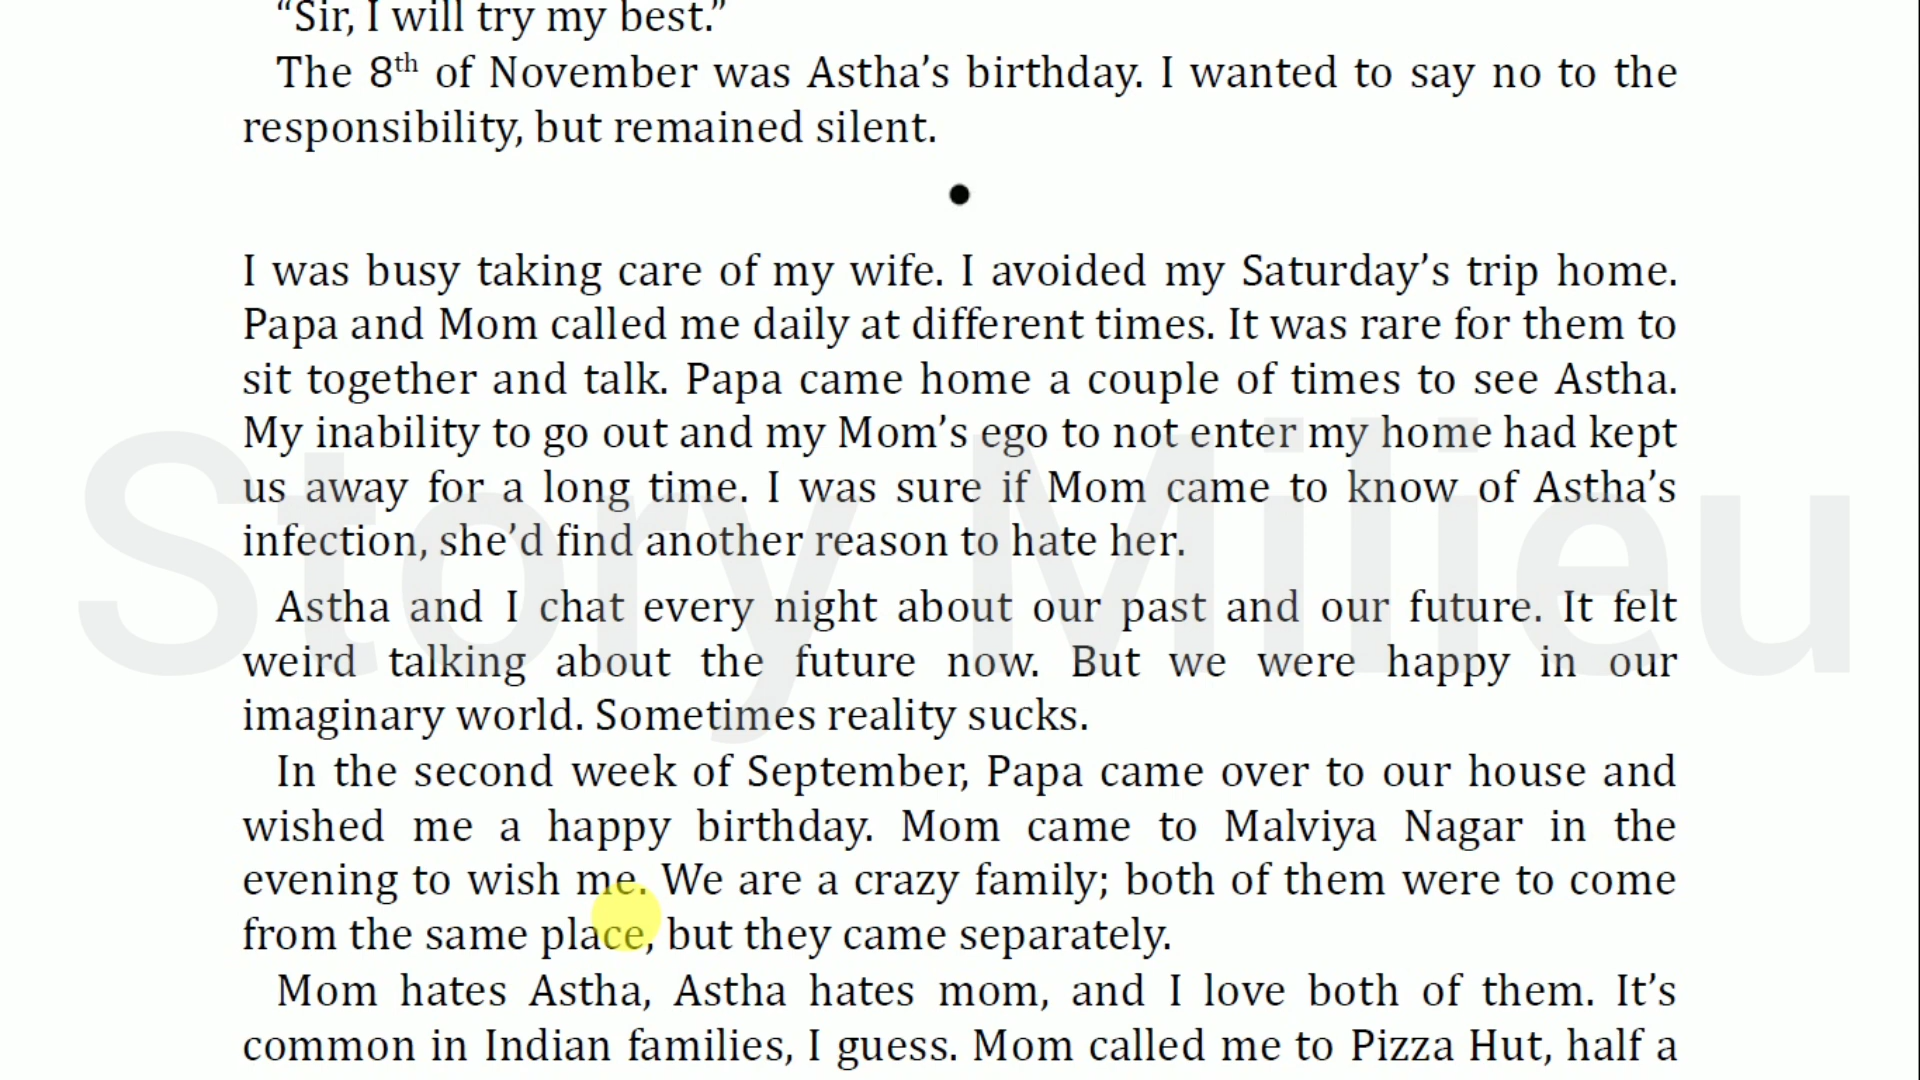 “Sir, I will try my best.”
The 8th of November was Astha’s birthday. I wanted to say no to the
responsibility, but remained silent.
I was busy taking care of my wife. I avoided my Saturday’s trip home.
Papa and Mom called me daily at different times. It was rare for them to
sit together and talk. Papa came home a couple of times to see Astha.
My inability to go out and my Mom’s ego to not enter my home had kept
us away for a long time. I was sure if Mom came to know of Astha’s
infection, she’d find another reason to hate her.
Story Milieu
Astha and I chat every night about our past and our future. It felt
weird talking about the future now. But we were happy in our
imaginary world. Sometimes reality sucks.
In the second week of September, Papa came over to our house and
wished me a happy birthday. Mom came to Malviya Nagar in the
evening to wish me. We are a crazy family; both of them were to come
from the same place, but they came separately.
Mom hates Astha, Astha hates mom, and I love both of them. It’s
common in Indian families, I guess. Mom called me to Pizza Hut, half a